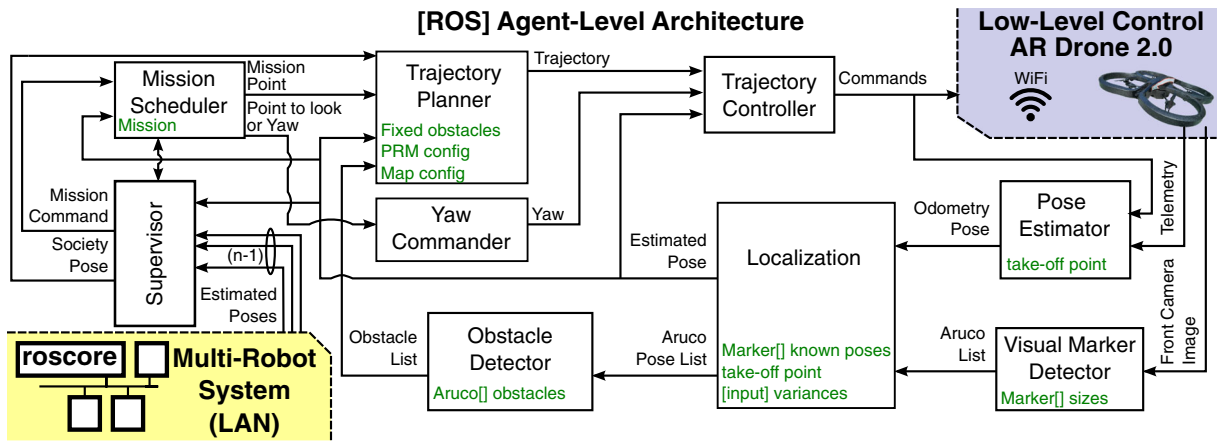 [ROS] Agent-Level Architecture
Low-Level Control
AR Drone 2.0
WiFi
Mission
Scheduler
Mission
Mission
Point
Point to look
or Yaw
Trajectory
Planner
Fixed obstacles
PRM config
Map config
Trajectory
Trajectory
Controller
Commands
Yaw
Commander
Yaw
Supervisor
Mission
Command
Society
Pose
(n-1)
Estimated
Poses
Estimated
Pose
Localization
Marker[] known poses
take-off point
[input] variances
Odometry
Pose
Pose
Estimator
take-off point
Telemetry
Front Camera
Image
Obstacle
List
Obstacle
Detector
Aruco[] obstacles
Aruco
Pose List
Aruco
List
Visual Marker
Detector
Marker[] sizes
roscore
Multi-Robot
System
(LAN)